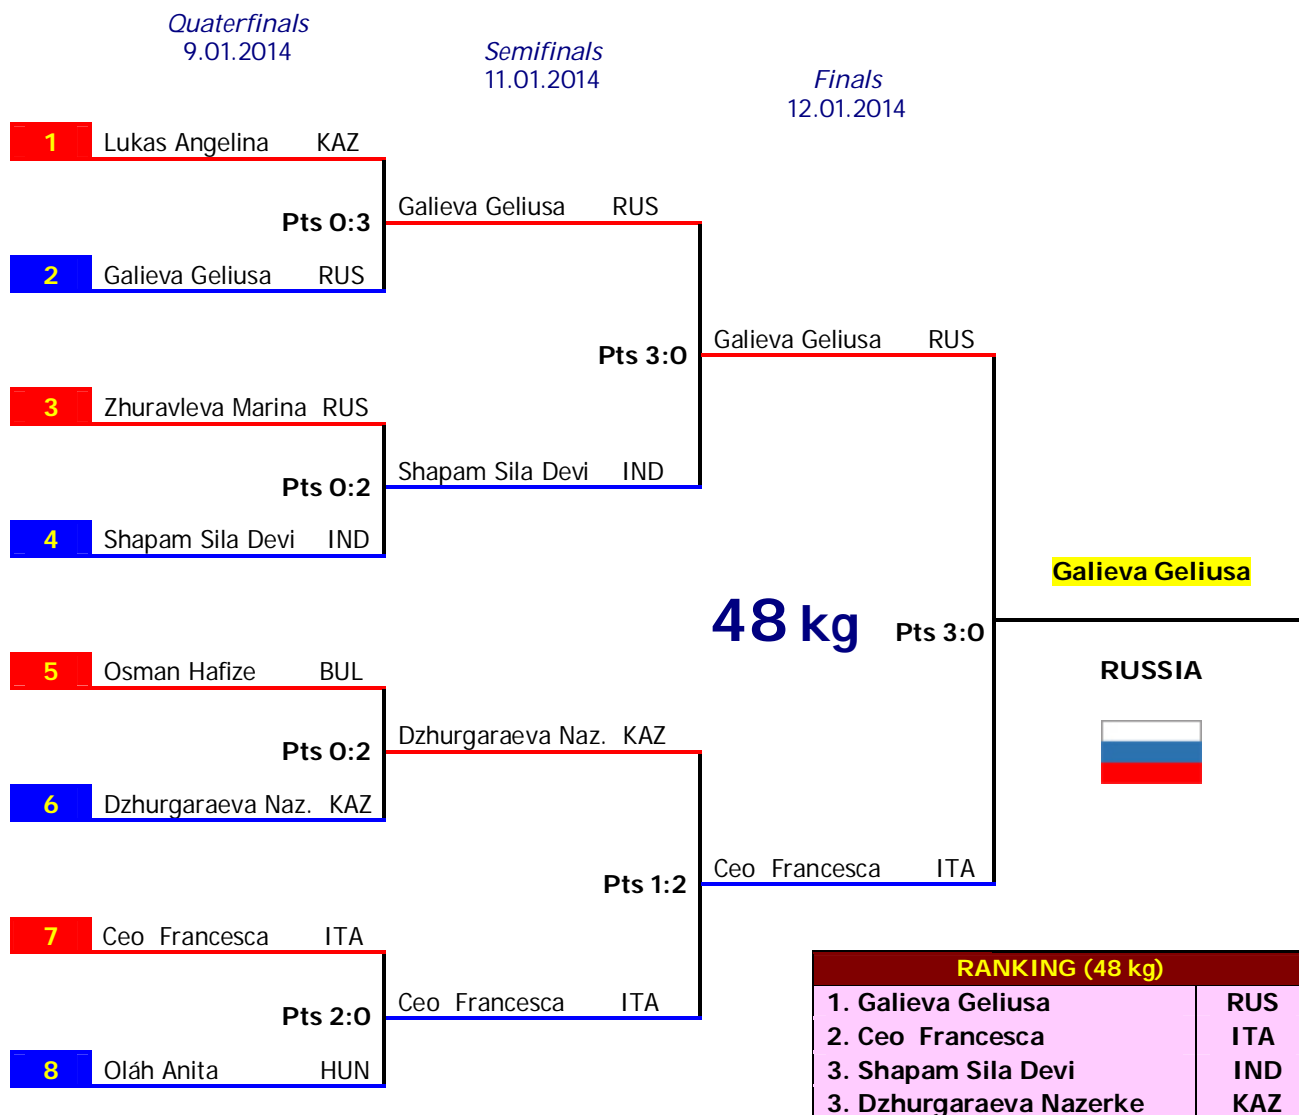 Quaterfinals
9.01.2014
Semifinals
11.01.2014
Finals
12.01.2014
1 Lukas Angelina KAZ
Pts 0:3
2 Galieva Geliusa RUS
Galieva Geliusa RUS
Pts 3:0
3 Zhuravleva Marina RUS
Pts 0:2
4 Shapam Sila Devi IND
Shapam Sila Devi IND
Galieva Geliusa RUS
48 kg Pts 3:0
Galieva Geliusa
RUSSIA
5 Osman Hafize BUL
Pts 0:2
6 Dzhurgaraeva Naz. KAZ
Dzhurgaraeva Naz. KAZ
Pts 1:2
Ceo Francesca ITA
7 Ceo Francesca ITA
Pts 2:0
8 Oláh Anita HUN
Ceo Francesca ITA
RANKING (48 kg)
1. Galieva Geliusa RUS
2. Ceo Francesca ITA
3. Shapam Sila Devi IND
3. Dzhurgaraeva Nazerke KAZ